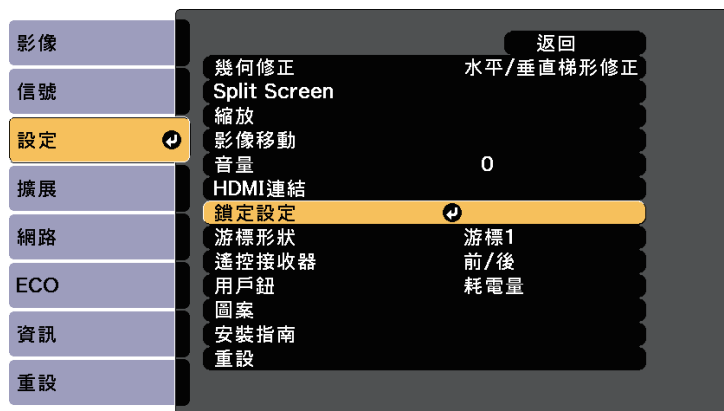 影像
信號
設定
擴展
網路
ECO
資訊
重設
返回
幾何修正 水平/垂直梯形修正
Split Screen
縮放
影像移動
音量 0
HDMI連結
鎖定設定
游標形狀 游標1
遙控接收器 前/後
用戶鈕 耗電量
圖案
安裝指南
重設